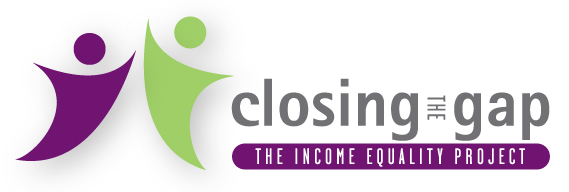 closing THE gap
THE INCOME EQUALITY PROJECT